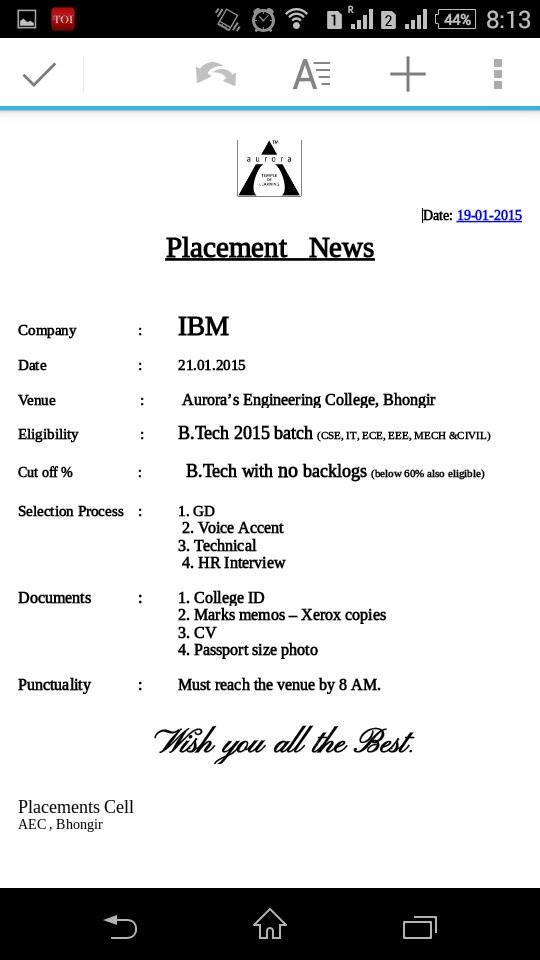 TOI R 1 2 44% 8:13
A
TM
aurora
TEMPLE
OF
LEARNING
Date: 19-01-2015
Placement News
Company : IBM
Date : 21.01.2015
Venue : Aurora's Engineering College, Bhongir
Eligibility : B.Tech 2015 batch (CSE, IT, ECE, EEE, MECH &CIVIL)
Cut off % : B.Tech with no backlogs (below 60% also eligible)
Selection Process : 1. GD
2. Voice Accent
3. Technical
4. HR Interview
Documents : 1. College ID
2. Marks memos – Xerox copies
3. CV
4. Passport size photo
Punctuality : Must reach the venue by 8 AM.
Wish you all the Best.
Placements Cell
AEC , Bhongir